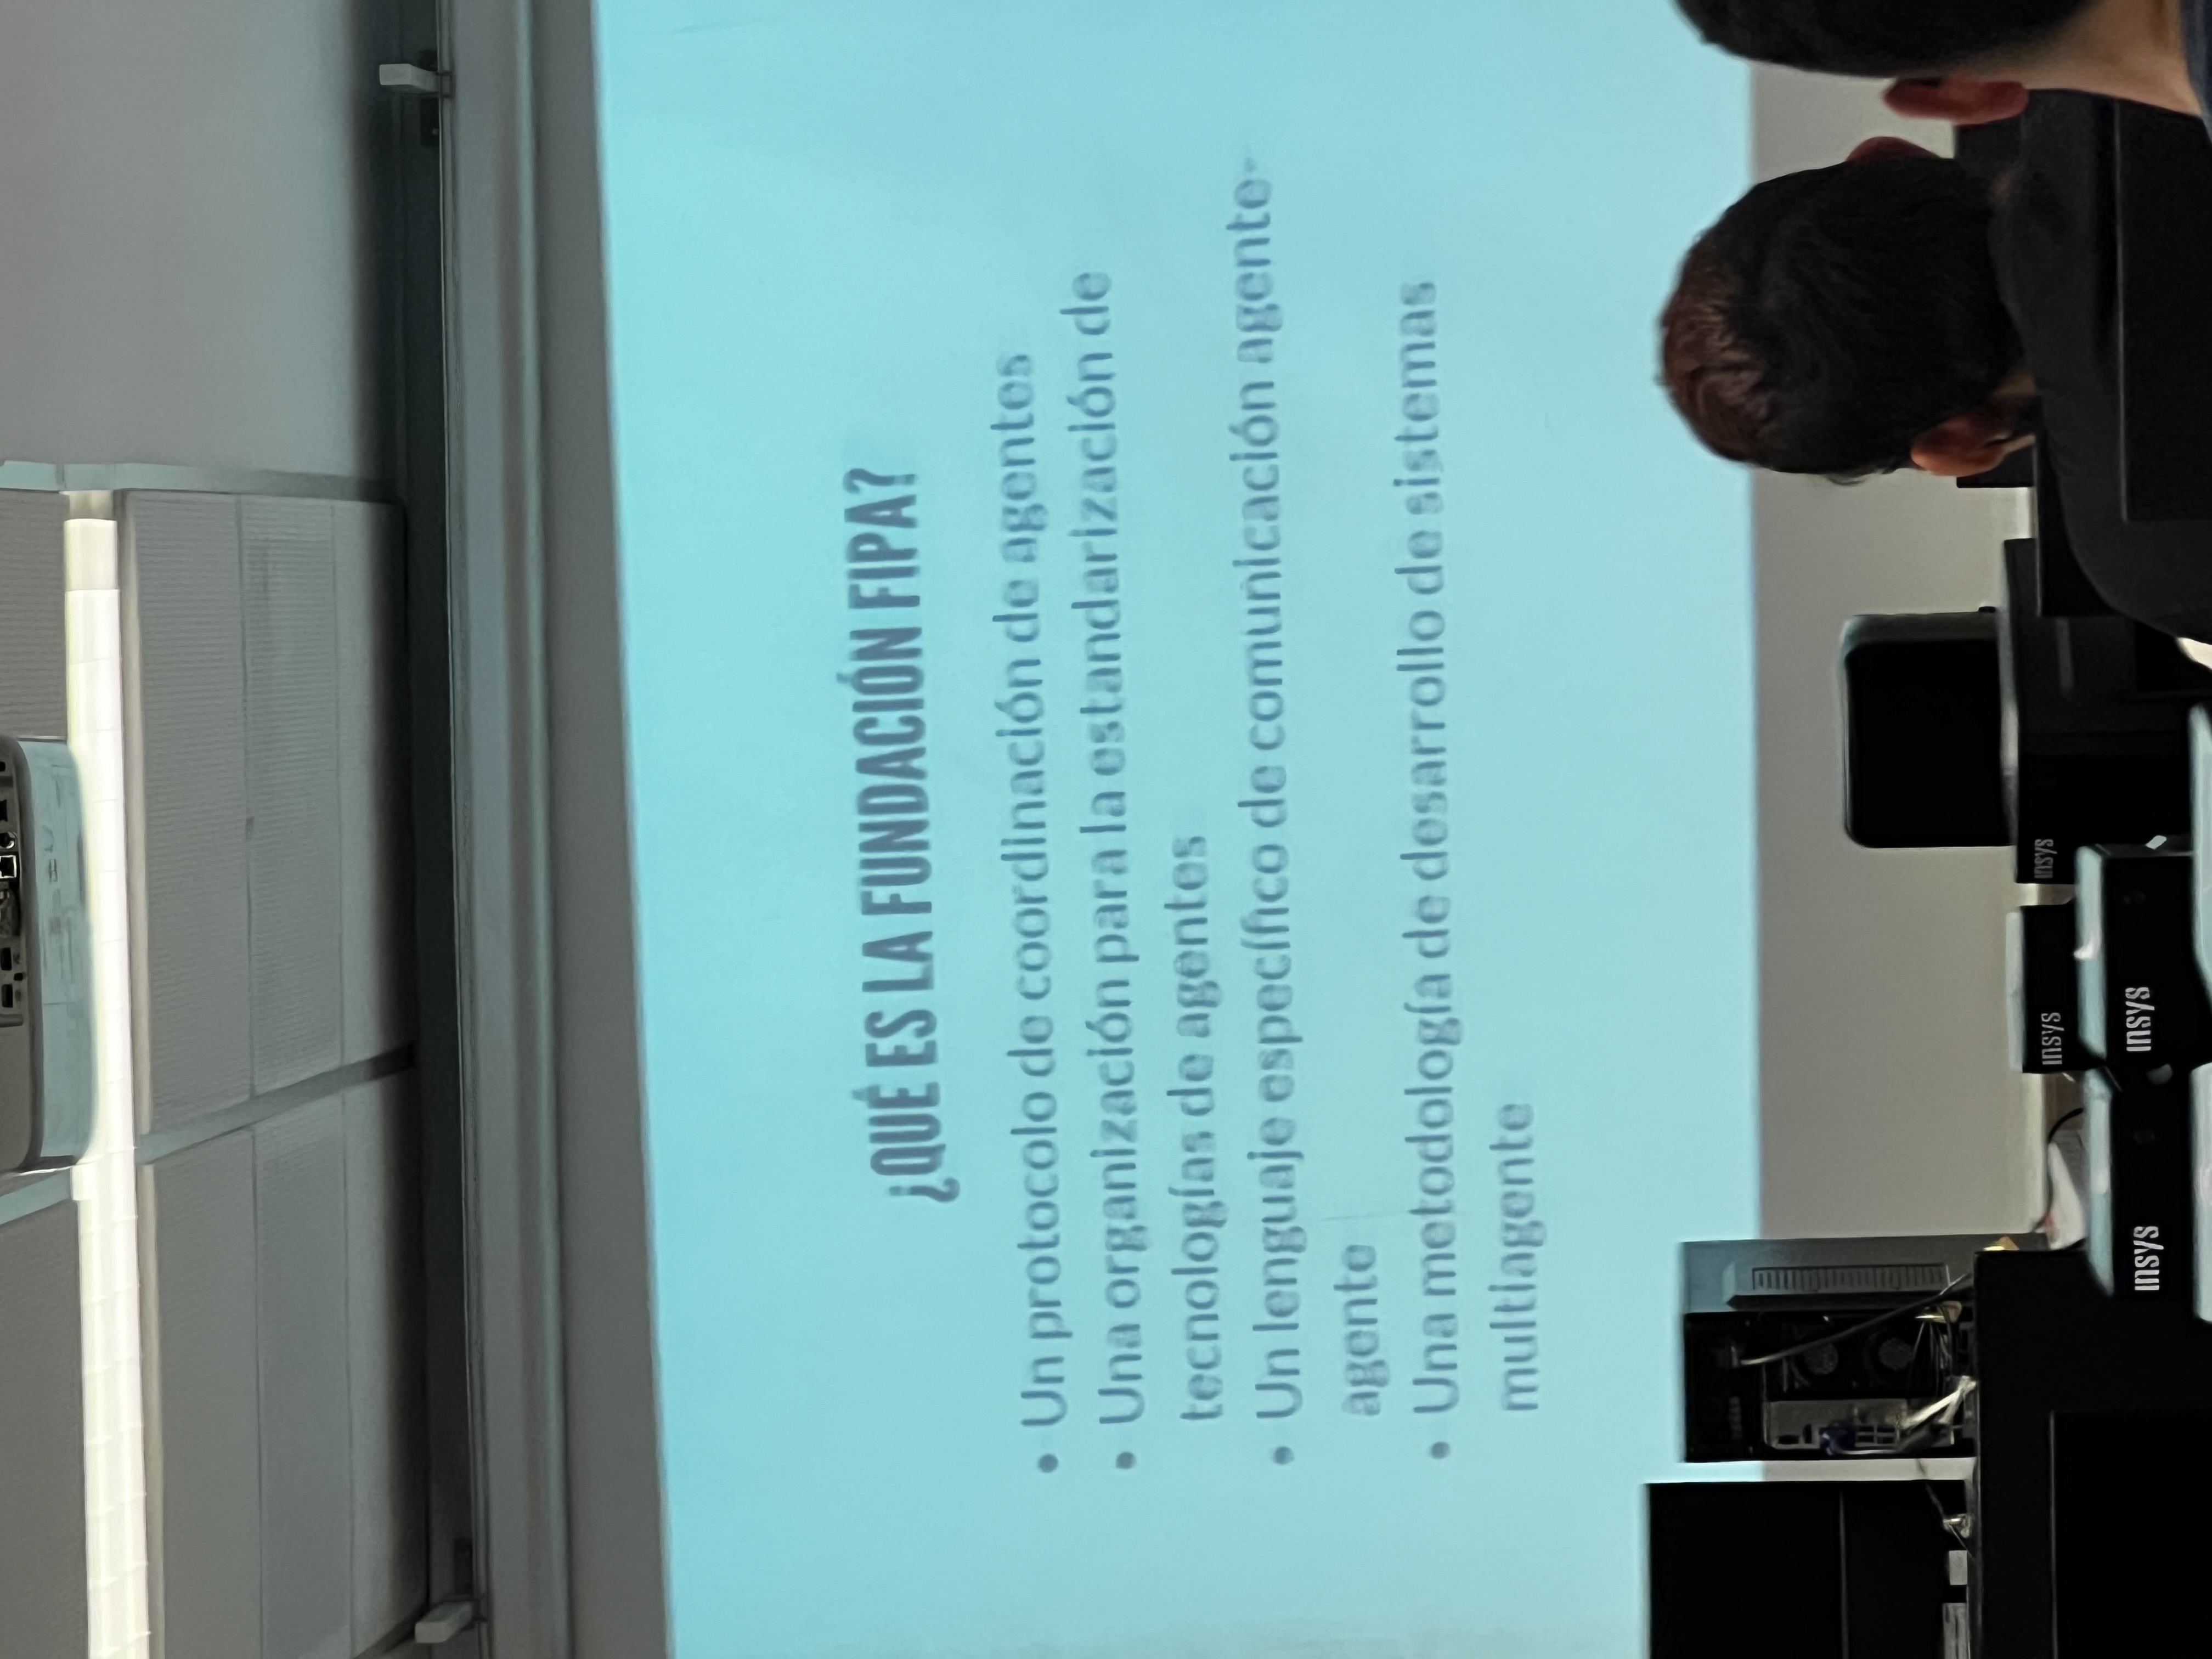 ¿QUÉ ES LA FUNDACIÓN FIPA?
• Un protocolo de coordinación de agentes
• Una organización para la estandarización de
tecnologías de agentes
• Un lenguaje específico de comunicación agente-
agente
• Una metodología de desarrollo de sistemas
multiagente
insys
insys
insys
insys